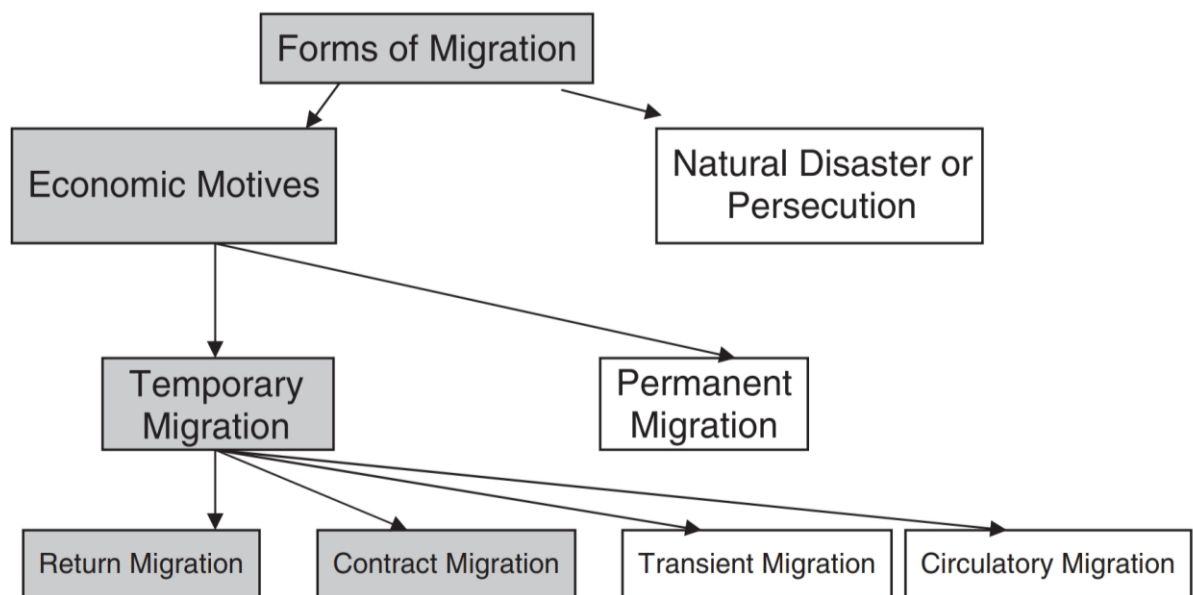 Forms of Migration
Economic Motives
Natural Disaster or
Persecution
Temporary
Migration
Permanent
Migration
Return Migration
Contract Migration
Transient Migration
Circulatory Migration